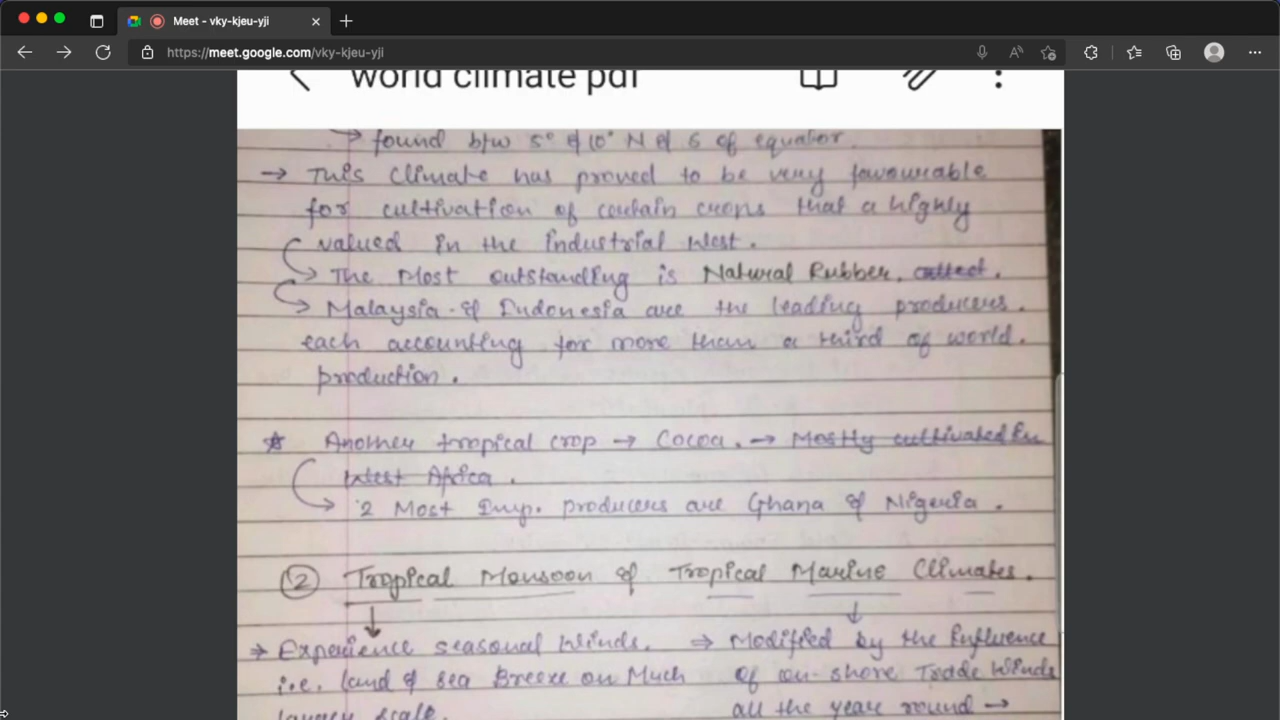 Meet - vky-kjeu-yji
https://meet.google.com/vky-kjeu-yji
world climate pdf
→ found b/w 5° & 10° N & S of equator.
→ This Climate has proved to be very favourable
for cultivation of certain crops that a highly
valued in the industrial West.
→ The Most outstanding is Natural Rubber.
→ Malaysia & Indonesia are the leading producers.
each accounting for more than a third of world.
production.
☆ Another tropical crop → Cocoa. → Mostly cultivated in
West Africa.
→ 2 Most Imp. producers are Ghana & Nigeria.
② Tropical Monsoon & Tropical Marine Climates.
→ Experience seasonal Winds. → Modified by the Influence
i.e. land & sea Breeze on Much of on-shore Trade Winds
larger scale. all the year round →